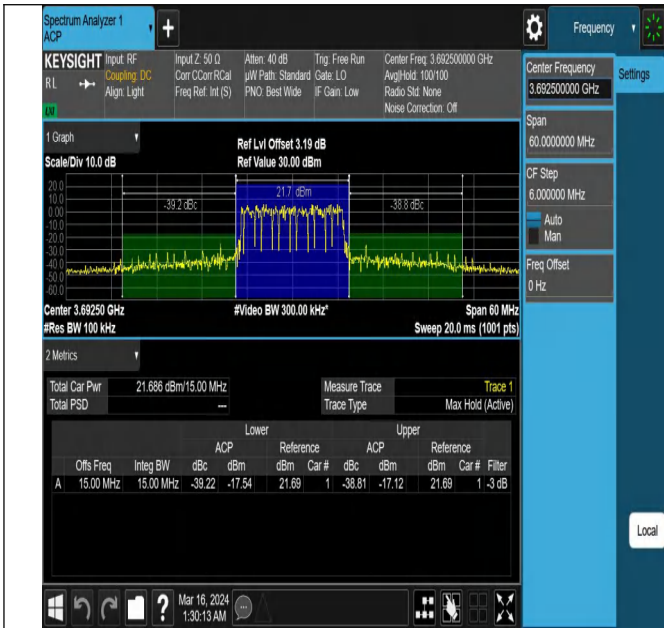 Spectrum Analyzer 1
ACP
Frequency
KEYSIGHT
RL
LXI
Input: RF
Coupling: DC
Align: Light
Input Z: 50 Ω
Corr CCorr RCal
Freq Ref: Int (S)
Atten: 40 dB
µW Path: Standard
PNO: Best Wide
Trig: Free Run
Gate: LO
IF Gain: Low
Center Freq: 3.692500000 GHz
Avg|Hold: 100/100
Radio Std: None
Noise Correction: Off
Center Frequency
3.692500000 GHz
Settings
Span
60.0000000 MHz
CF Step
6.000000 MHz
Auto
Man
Freq Offset
0 Hz
Local
1 Graph
Scale/Div 10.0 dB
Ref Lvl Offset 3.19 dB
Ref Value 30.00 dBm
20.0
10.0
0.00
-10.0
-20.0
-30.0
-40.0
-50.0
-60.0
-39.2 dBc
21.7 dBm
-38.8 dBc
Center 3.69250 GHz
#Video BW 300.00 kHz*
Span 60 MHz
#Res BW 100 kHz
Sweep 20.0 ms (1001 pts)
2 Metrics
Total Car Pwr 21.686 dBm/15.00 MHz
Total PSD ---
Measure Trace Trace 1
Trace Type Max Hold (Active)
Lower Upper
ACP Reference ACP Reference
Offs Freq Integ BW dBc dBm dBm Car # dBc dBm dBm Car # Filter
A 15.00 MHz 15.00 MHz -39.22 -17.54 21.69 1 -38.81 -17.12 21.69 1 -3 dB
?
Mar 16, 2024
1:30:13 AM